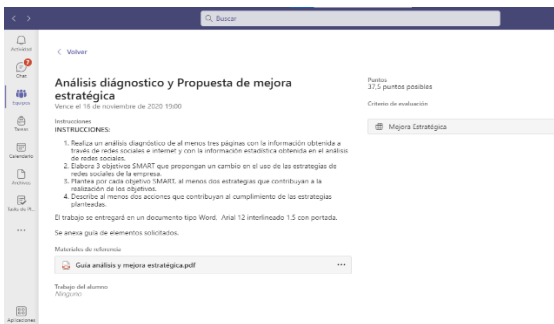 Buscar
Actividad
Chat
7
Equipos
Tareas
Calendario
Archivos
Aplicaciones
Volver
Análisis diágnostico y Propuesta de mejora
estratégica
Vence el 16 de noviembre de 2020 19:00
Instrucciones
INSTRUCCIONES:
1. Realiza un análisis diagnóstico de al menos tres páginas con la información obtenida a
través de redes sociales e internet y con la información estadística obtenida en el análisis
de redes sociales.
2. Elabora 3 objetivos SMART que propongan un cambio en el uso de las estrategias de
redes sociales de la empresa.
3. Plantea por cada objetivo SMART, al menos dos estrategias que contribuyan a la
realización de los objetivos.
4. Describe al menos dos acciones que contribuyan al cumplimiento de las estrategias
planteadas.
El trabajo se entregará en un documento tipo Word, Arial 12 interlineado 1.5 con portada.
Se anexa guía de elementos solicitados.
Materiales de referencia
Guía análisis y mejora estratégica.pdf
Trabajo del alumno
Ninguno
Puntos
37,5 puntos posibles
Criterio de evaluación
Mejora Estratégica